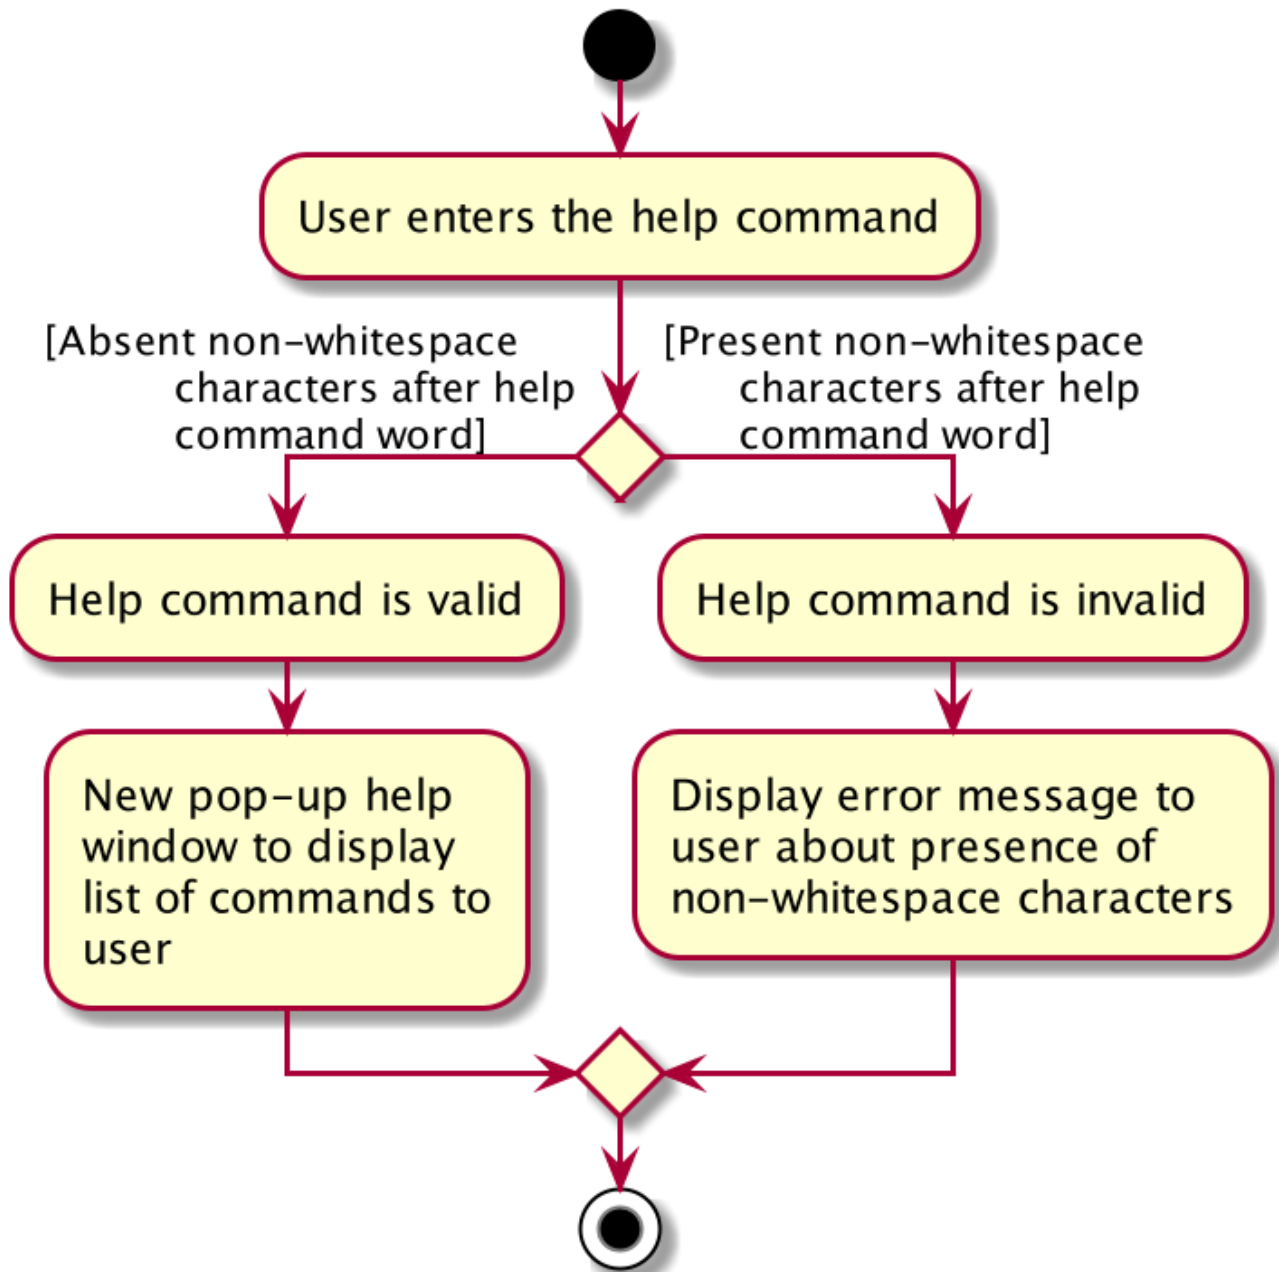 User enters the help command
[Absent non-whitespace
characters after help
command word]
[Present non-whitespace
characters after help
command word]
Help command is valid
Help command is invalid
New pop-up help
window to display
list of commands to
user
Display error message to
user about presence of
non-whitespace characters